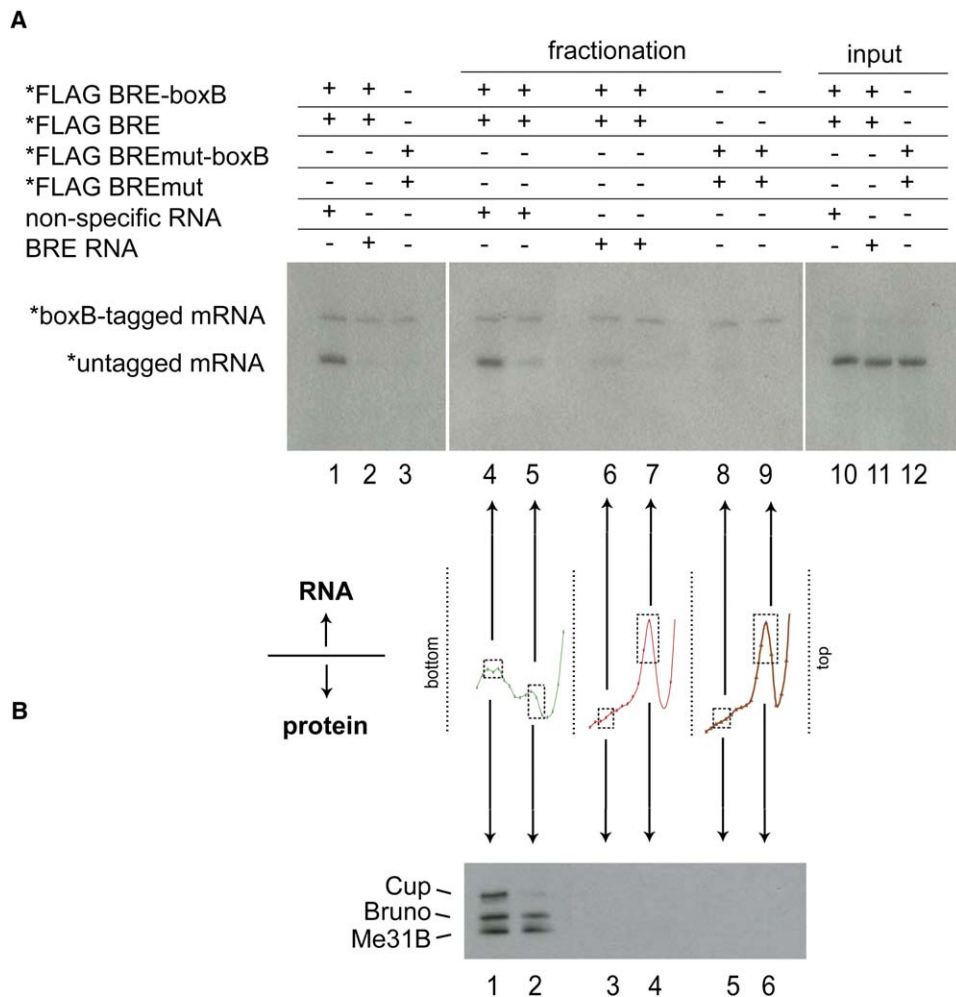 A
fractionation input
*FLAG BRE-boxB + + - + + + + - - + + -
*FLAG BRE + + - + + + + - - + + -
*FLAG BREmut-boxB - - + - - - - + + - - +
*FLAG BREmut - - + - - - - + + - - +
non-specific RNA + - - + + - - - - + - -
BRE RNA - + - - - + + - - - + -
*boxB-tagged mRNA
*untagged mRNA
1 2 3 4 5 6 7 8 9 10 11 12
RNA
bottom
top
B
protein
Cup
Bruno
Me31B
1 2 3 4 5 6